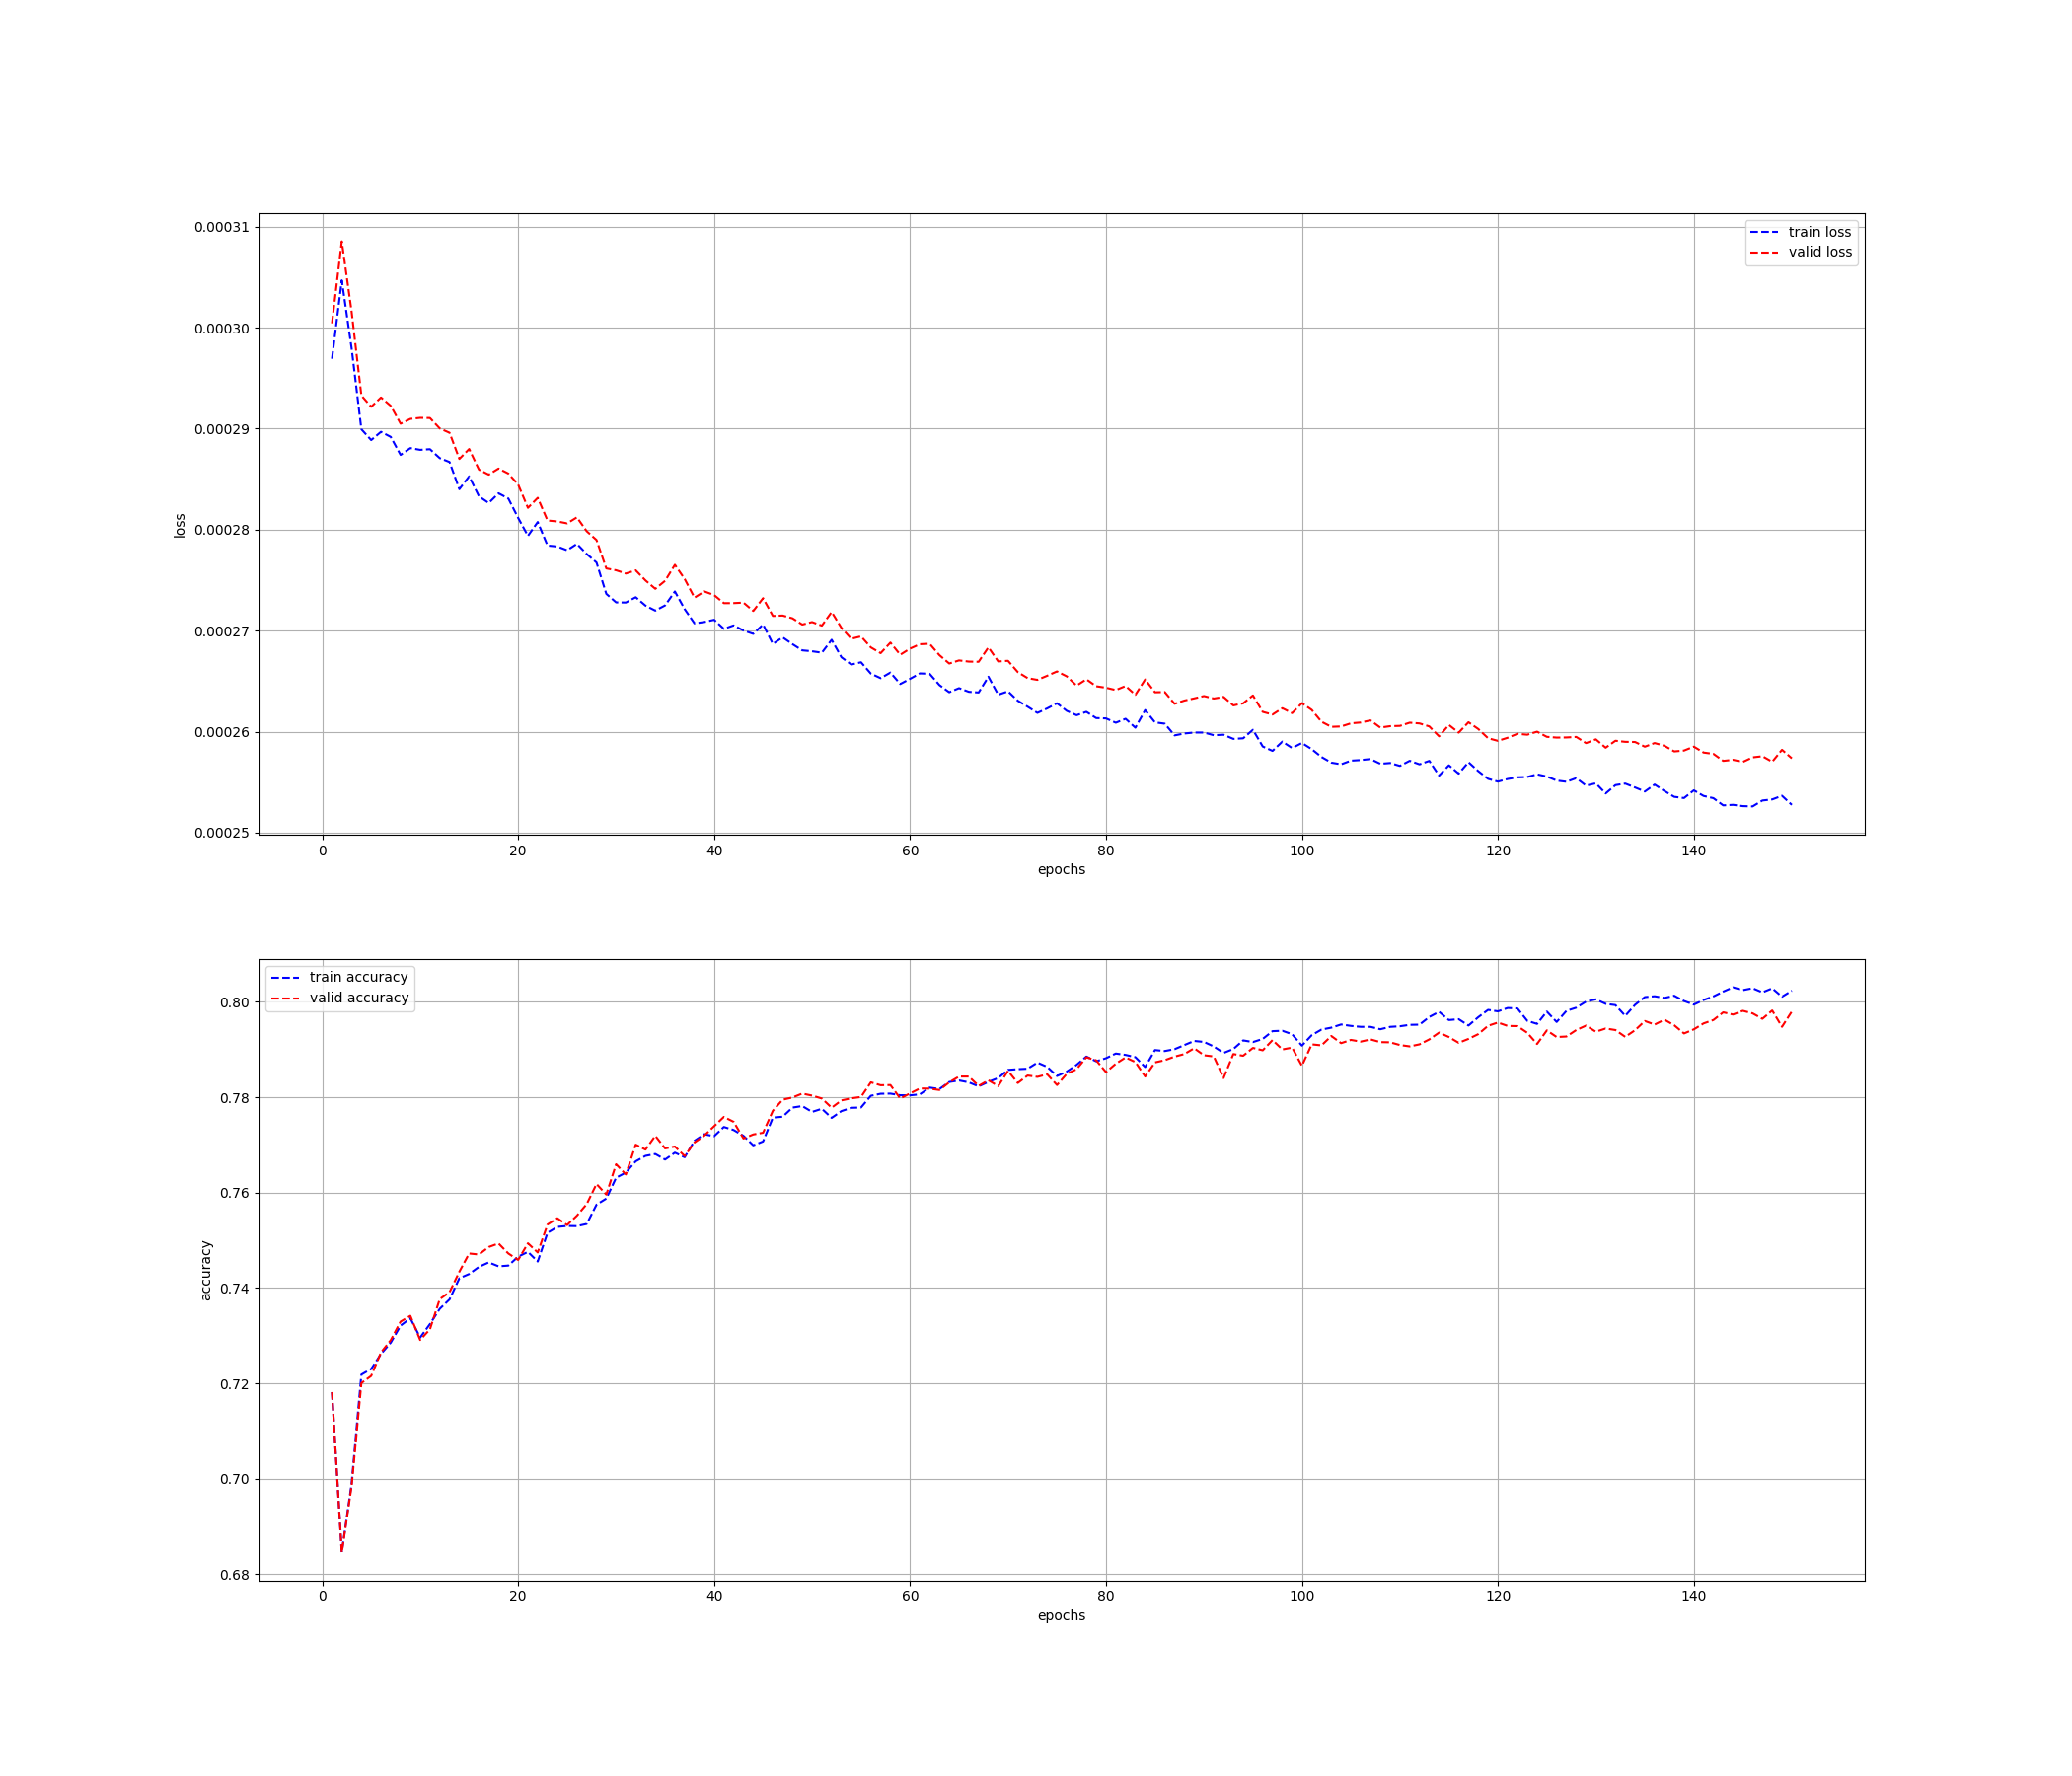 0.00031
train loss
valid loss
0.00030
0.00029
0.00028
loss
0.00027
0.00026
0.00025
0 20 40 60 80 100 120 140
epochs
train accuracy
valid accuracy
0.80
0.78
0.76
accuracy
0.74
0.72
0.70
0.68
0 20 40 60 80 100 120 140
epochs